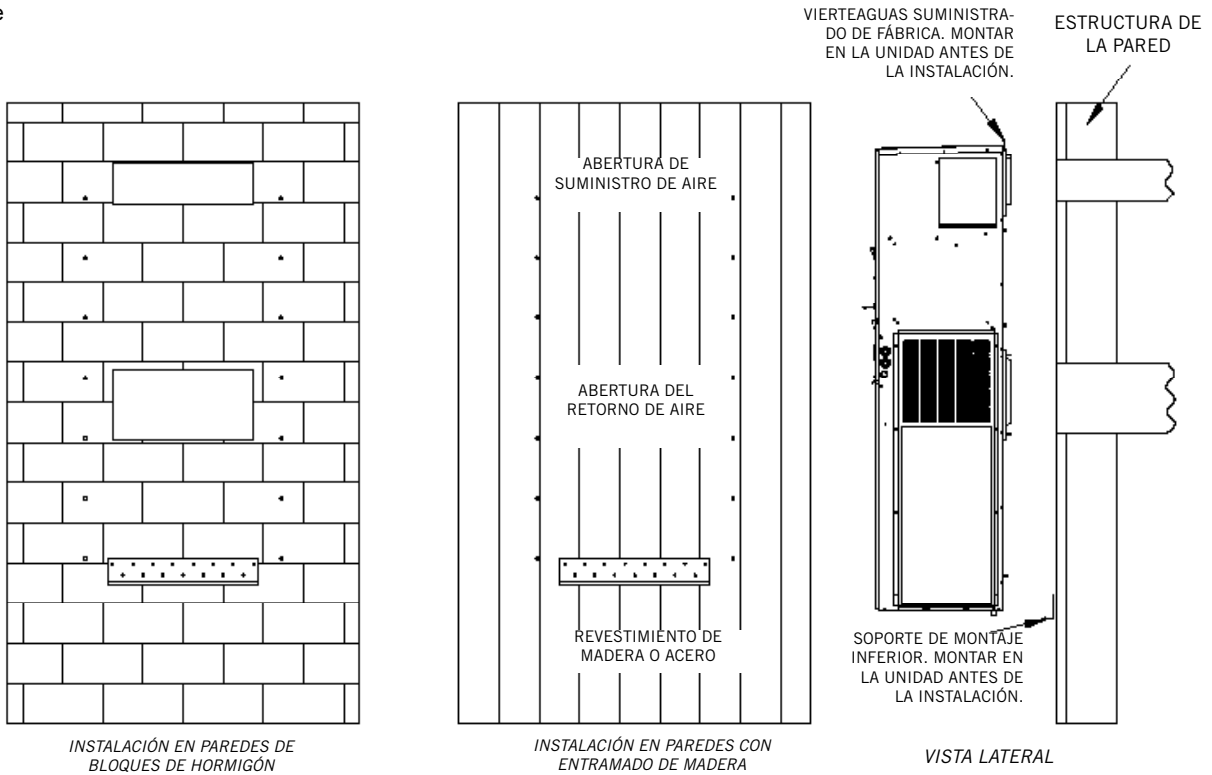 e
VIERTEAGUAS SUMINISTRA-
DO DE FÁBRICA. MONTAR
EN LA UNIDAD ANTES DE
LA INSTALACIÓN.
ESTRUCTURA DE
LA PARED
ABERTURA DE
SUMINISTRO DE AIRE
ABERTURA DEL
RETORNO DE AIRE
REVESTIMIENTO DE
MADERA O ACERO
SOPORTE DE MONTAJE
INFERIOR. MONTAR EN
LA UNIDAD ANTES DE
LA INSTALACIÓN.
INSTALACIÓN EN PAREDES DE
BLOQUES DE HORMIGÓN
INSTALACIÓN EN PAREDES CON
ENTRAMADO DE MADERA
VISTA LATERAL